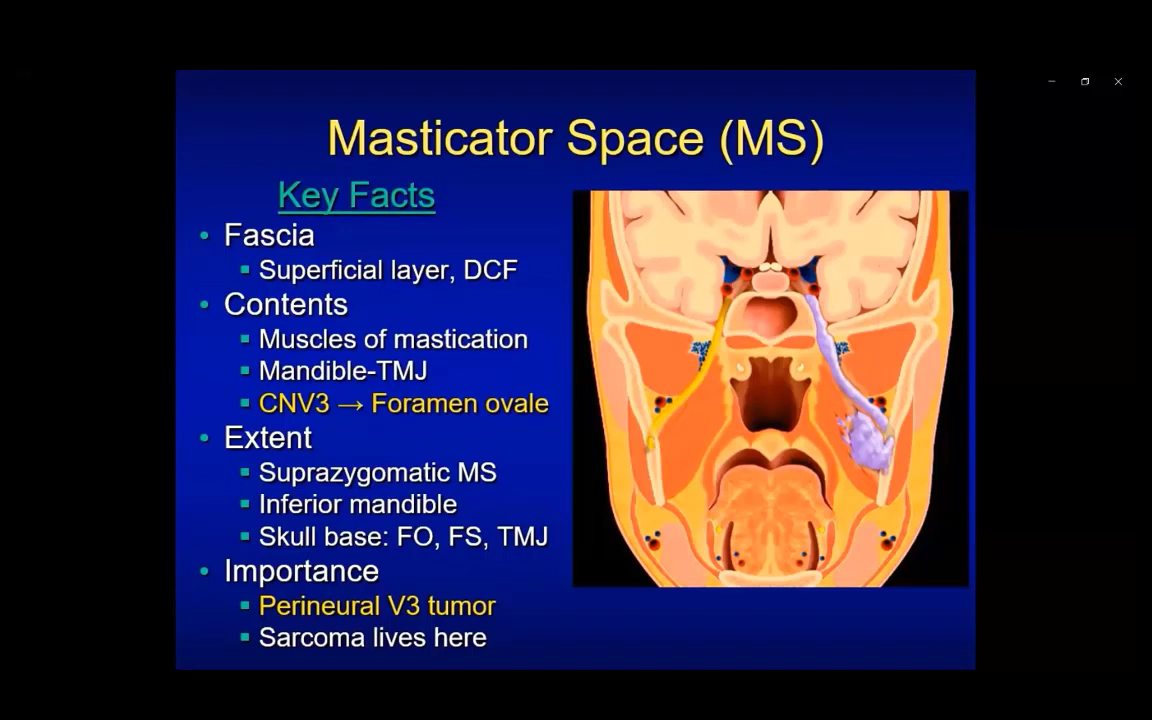 Masticator Space (MS)
Key Facts
• Fascia
▪ Superficial layer, DCF
• Contents
▪ Muscles of mastication
▪ Mandible-TMJ
▪ CNV3 → Foramen ovale
• Extent
▪ Suprazygomatic MS
▪ Inferior mandible
▪ Skull base: FO, FS, TMJ
• Importance
▪ Perineural V3 tumor
▪ Sarcoma lives here